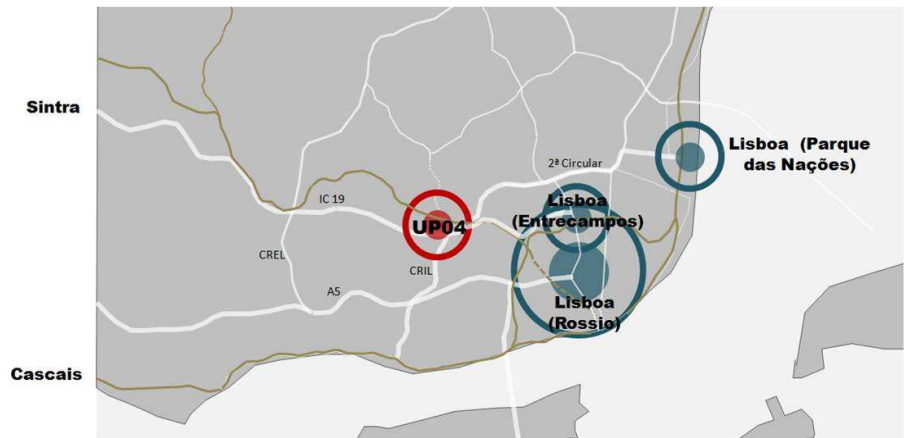 Sintra
Lisboa (Parque
das Nações)
2ª Circular
IC 19
Lisboa
(Entrecampos)
UP04
CREL
CRIL
A5
Lisboa
(Rossio)
Cascais